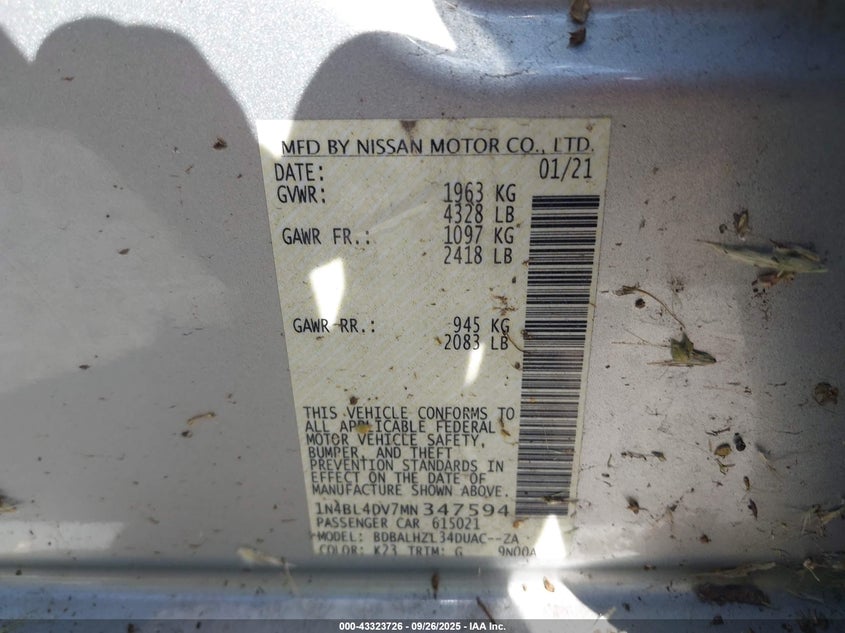 MFD BY NISSAN MOTOR CO., LTD.
DATE: 01/21
GVWR: 1963 KG
4328 LB
GAWR FR.: 1097 KG
2418 LB
GAWR RR.: 945 KG
2083 LB
THIS VEHICLE CONFORMS TO
ALL APPLICABLE FEDERAL
MOTOR VEHICLE SAFETY,
BUMPER, AND THEFT
PREVENTION STANDARDS IN
EFFECT ON THE DATE OF
MANUFACTURE SHOWN ABOVE.
1N4BL4DV7MN347594
PASSENGER CAR 615021
MODEL: BDBALHZL34DUAC--ZA
COLOR: K23 TRIM: G 9N00A
000-43323726 - 09/26/2025 - IAA Inc.